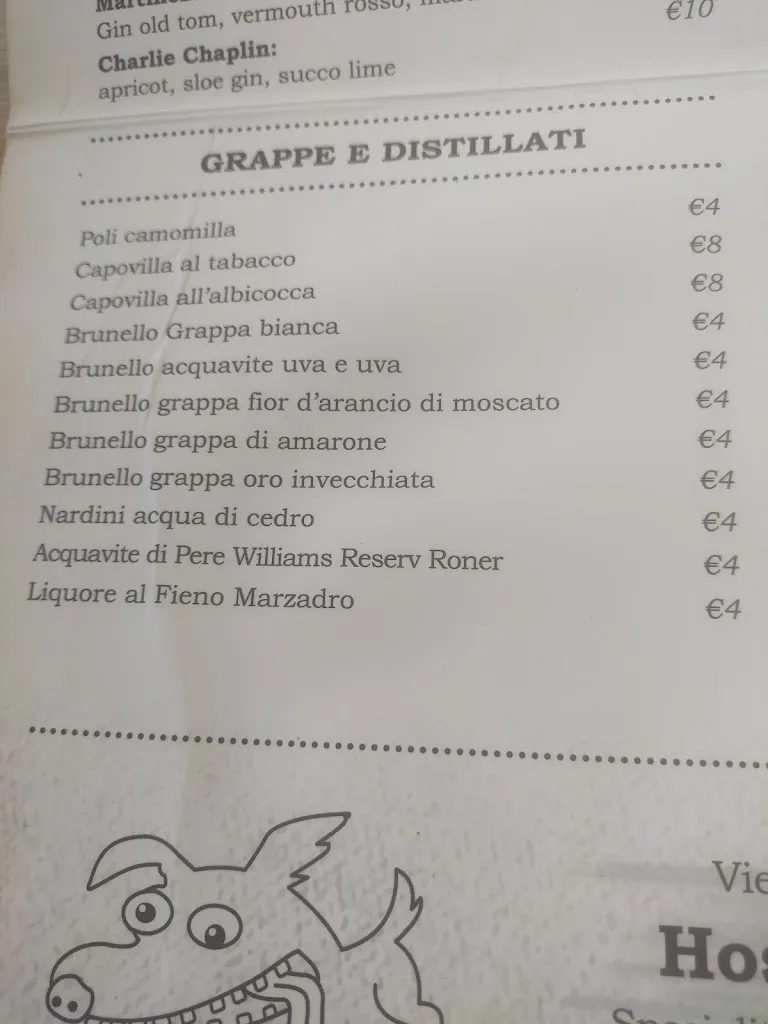 Gin old tom, vermouth rosso,
€10
Charlie Chaplin:
apricot, sloe gin, succo lime
GRAPPE E DISTILLATI
Poli camomilla €4
Capovilla al tabacco €8
Capovilla all'albicocca €8
Brunello Grappa bianca €4
Brunello acquavite uva e uva €4
Brunello grappa fior d'arancio di moscato €4
Brunello grappa di amarone €4
Brunello grappa oro invecchiata €4
Nardini acqua di cedro €4
Acquavite di Pere Williams Reserv Roner €4
Liquore al Fieno Marzadro €4
Vie
Hos